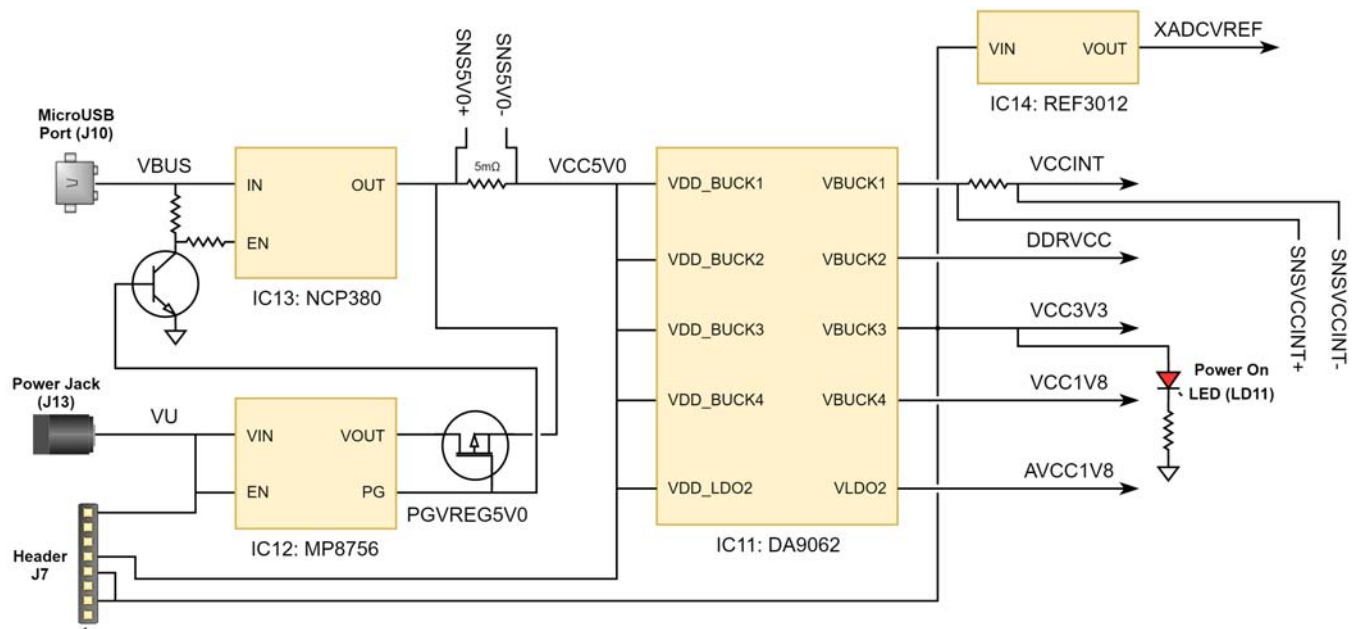 SNS5V0+
SNS5V0-
VIN
VOUT
XADCVREF
IC14: REF3012
MicroUSB
Port (J10)
VBUS
IN
OUT
EN
IC13: NCP380
5mΩ
VCC5V0
VDD_BUCK1
VBUCK1
VCCINT
VDD_BUCK2
VBUCK2
DDRVCC
VDD_BUCK3
VBUCK3
VCC3V3
VDD_BUCK4
VBUCK4
VCC1V8
VDD_LDO2
VLDO2
AVCC1V8
IC11: DA9062
SNSVCCINT+
SNSVCCINT-
Power On
LED (LD11)
Power Jack
(J13)
VU
VIN
VOUT
EN
PG
PGVREG5V0
IC12: MP8756
Header
J7